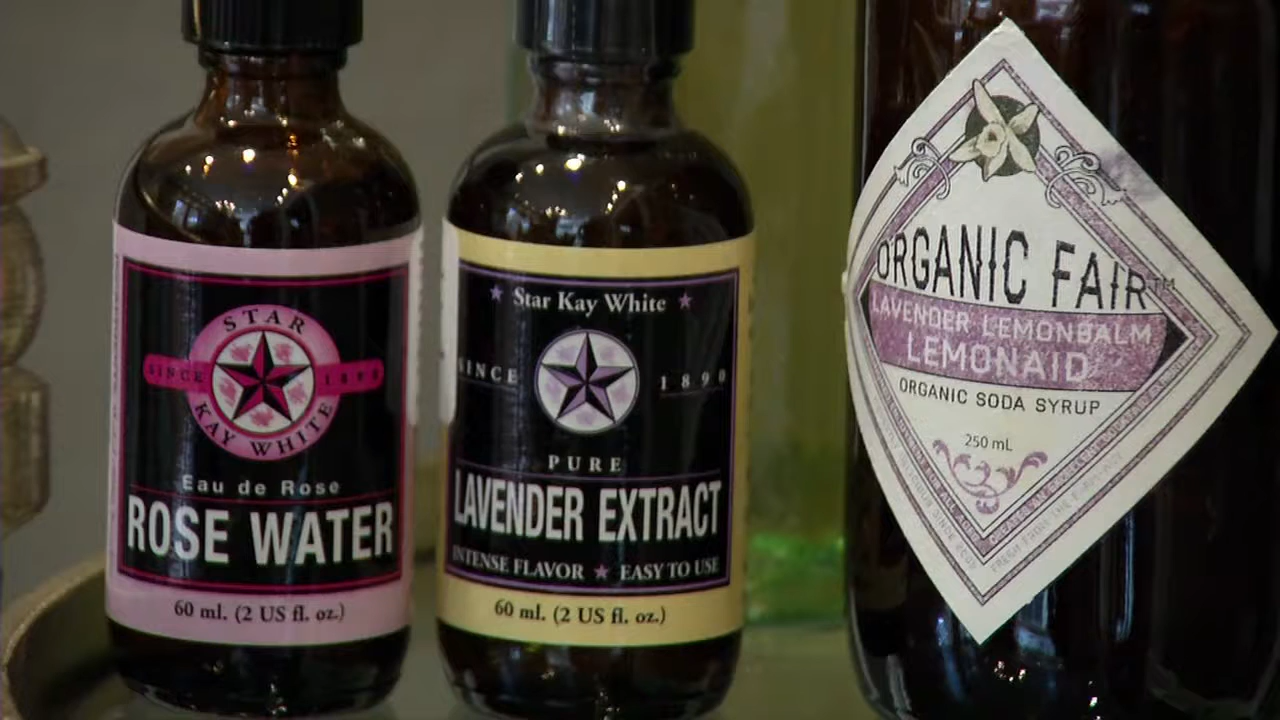 STAR
SINCE 1890
KAY WHITE
Eau de Rose
ROSE WATER
60 ml. (2 US fl. oz.)
Star Kay White
SINCE 1890
PURE
LAVENDER EXTRACT
INTENSE FLAVOR EASY TO USE
60 ml. (2 US fl. oz.)
ORGANIC FAIR™
LAVENDER LEMONBALM
LEMONAID
ORGANIC SODA SYRUP
250 mL